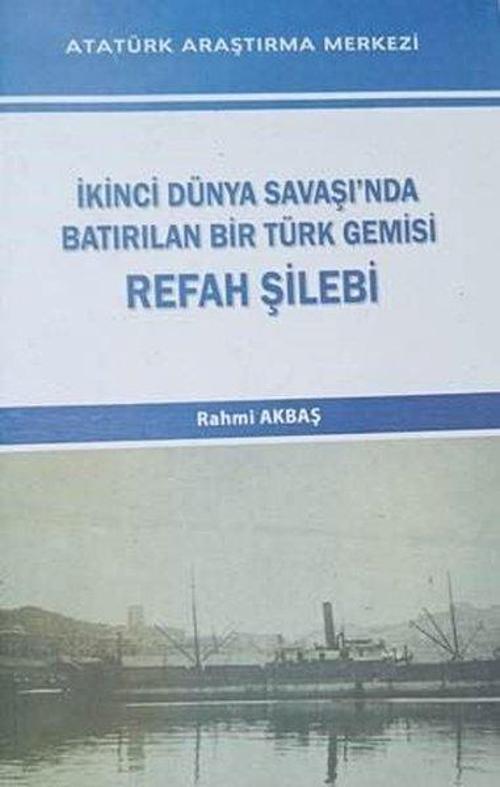 ATATÜRK ARAŞTIRMA MERKEZİ
İKİNCİ DÜNYA SAVAŞI'NDA
BATIRILAN BİR TÜRK GEMİSİ
REFAH ŞİLEBİ
Rahmi AKBAŞ